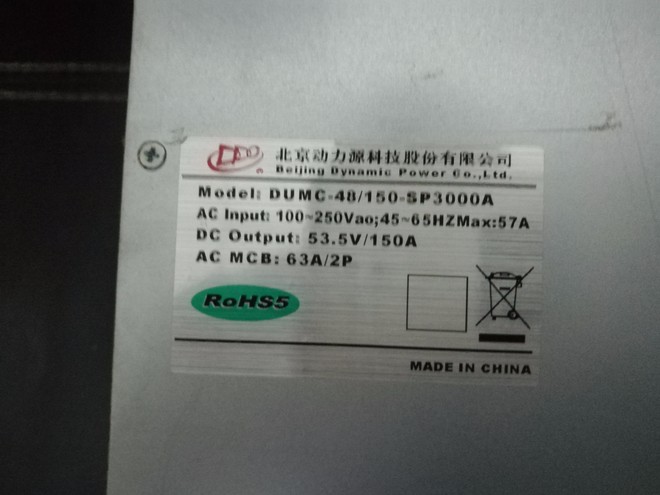 北京动力源科技股份有限公司
Beijing Dynamic Power Co.,Ltd.
Model: DUMC-48/150-SP3000A
AC Input: 100~250Vao;45~65HZMax:57A
DC Output: 53.5V/150A
AC MCB: 63A/2P
RoHS5
MADE IN CHINA